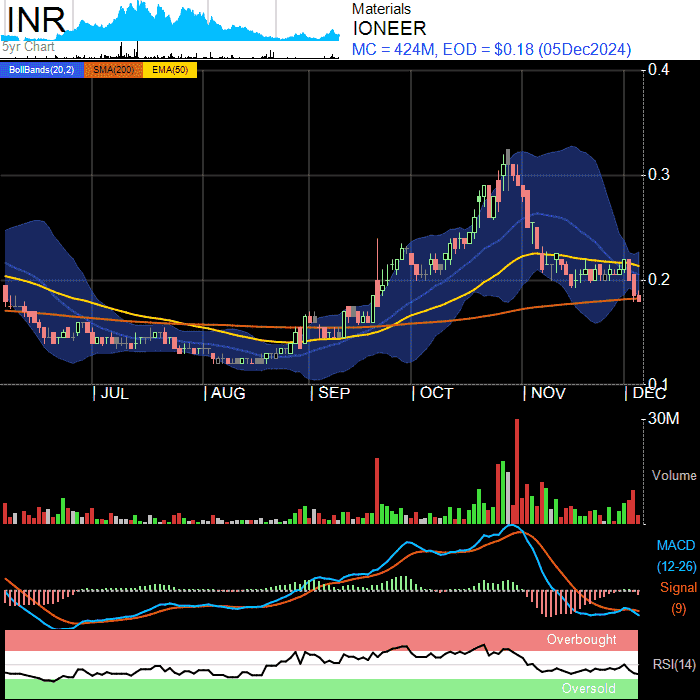 INR
5yr Chart
Materials
IONEER
MC = 424M, EOD = $0.18 (05Dec2024)
BollBands(20,2) SMA(200) EMA(50)
0.4
0.3
0.2
0.1
| JUL | AUG | SEP | OCT | NOV | DEC
30M
Volume
MACD
(12-26)
Signal
(9)
Overbought
RSI(14)
Oversold